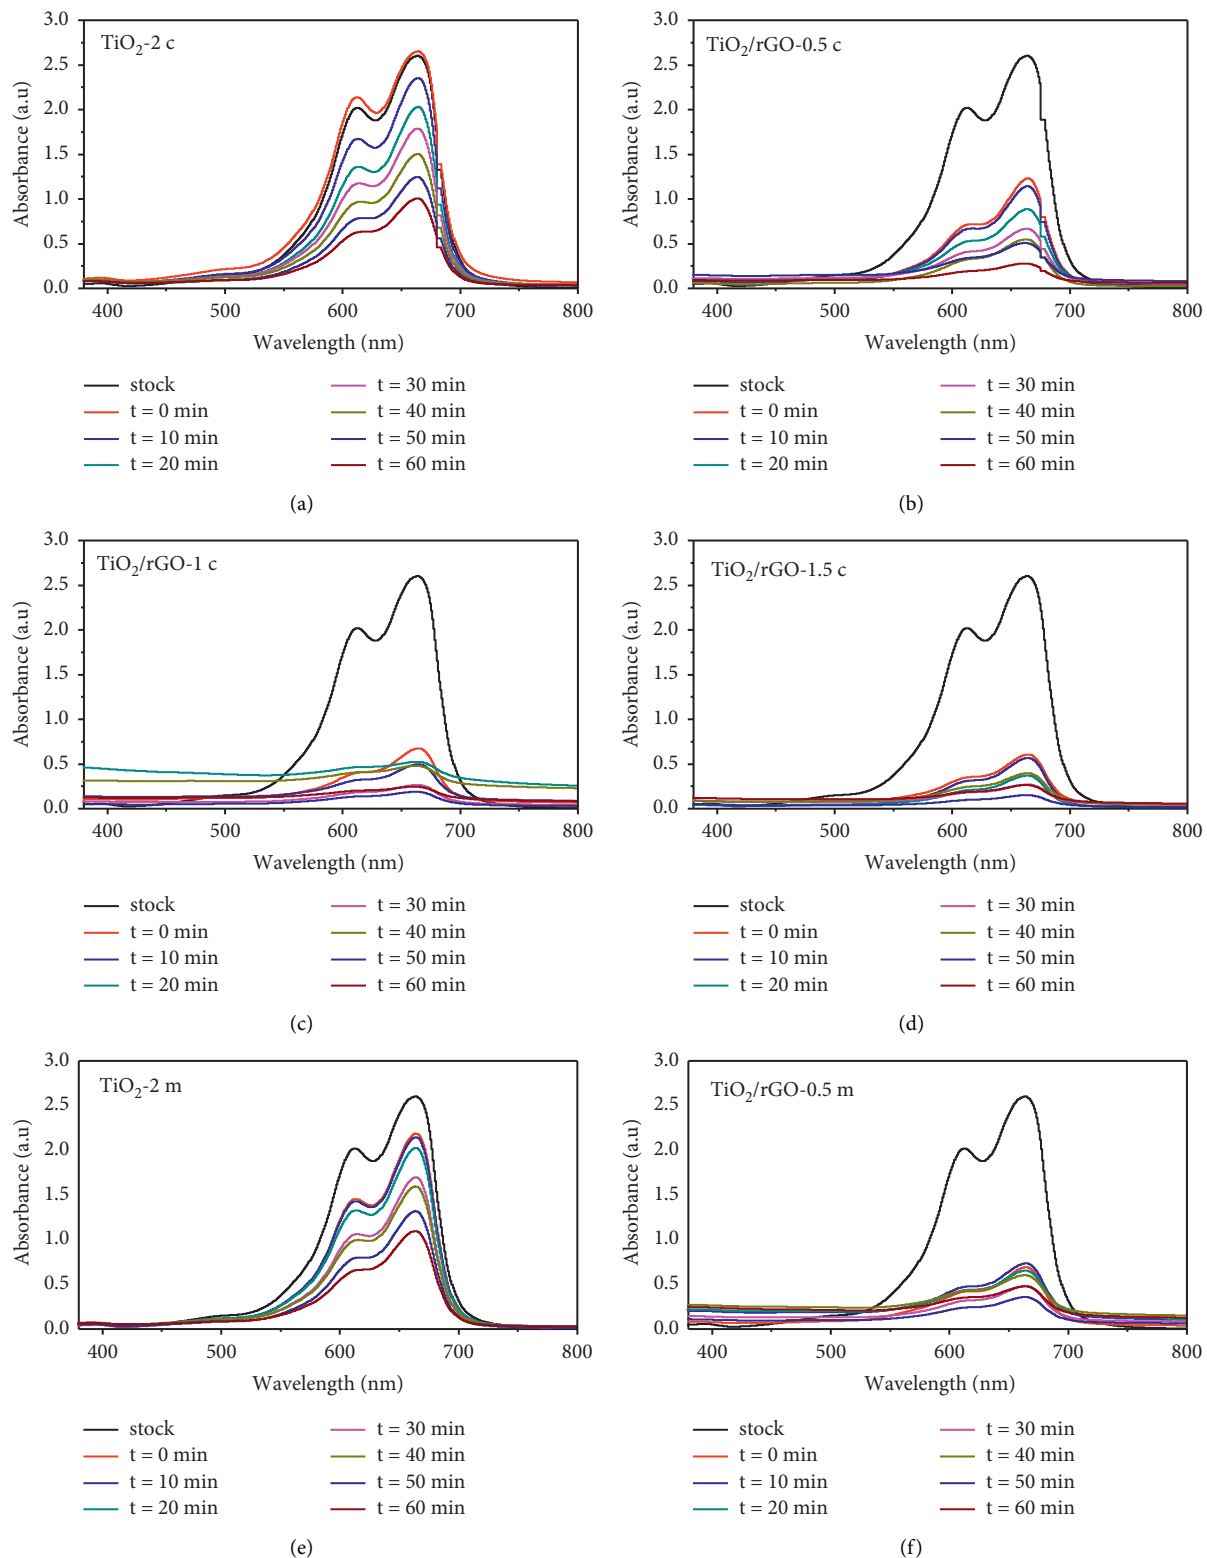 TiO2-2 c
Absorbance (a.u)
3.0
2.5
2.0
1.5
1.0
0.5
0.0
400 500 600 700 800
Wavelength (nm)
stock
t = 0 min
t = 10 min
t = 20 min
t = 30 min
t = 40 min
t = 50 min
t = 60 min
(a)
TiO2/rGO-0.5 c
Absorbance (a.u)
3.0
2.5
2.0
1.5
1.0
0.5
0.0
400 500 600 700 800
Wavelength (nm)
stock
t = 0 min
t = 10 min
t = 20 min
t = 30 min
t = 40 min
t = 50 min
t = 60 min
(b)
TiO2/rGO-1 c
Absorbance (a.u)
3.0
2.5
2.0
1.5
1.0
0.5
0.0
400 500 600 700 800
Wavelength (nm)
stock
t = 0 min
t = 10 min
t = 20 min
t = 30 min
t = 40 min
t = 50 min
t = 60 min
(c)
TiO2/rGO-1.5 c
Absorbance (a.u)
3.0
2.5
2.0
1.5
1.0
0.5
0.0
400 500 600 700 800
Wavelength (nm)
stock
t = 0 min
t = 10 min
t = 20 min
t = 30 min
t = 40 min
t = 50 min
t = 60 min
(d)
TiO2-2 m
Absorbance (a.u)
3.0
2.5
2.0
1.5
1.0
0.5
0.0
400 500 600 700 800
Wavelength (nm)
stock
t = 0 min
t = 10 min
t = 20 min
t = 30 min
t = 40 min
t = 50 min
t = 60 min
(e)
TiO2/rGO-0.5 m
Absorbance (a.u)
3.0
2.5
2.0
1.5
1.0
0.5
0.0
400 500 600 700 800
Wavelength (nm)
stock
t = 0 min
t = 10 min
t = 20 min
t = 30 min
t = 40 min
t = 50 min
t = 60 min
(f)